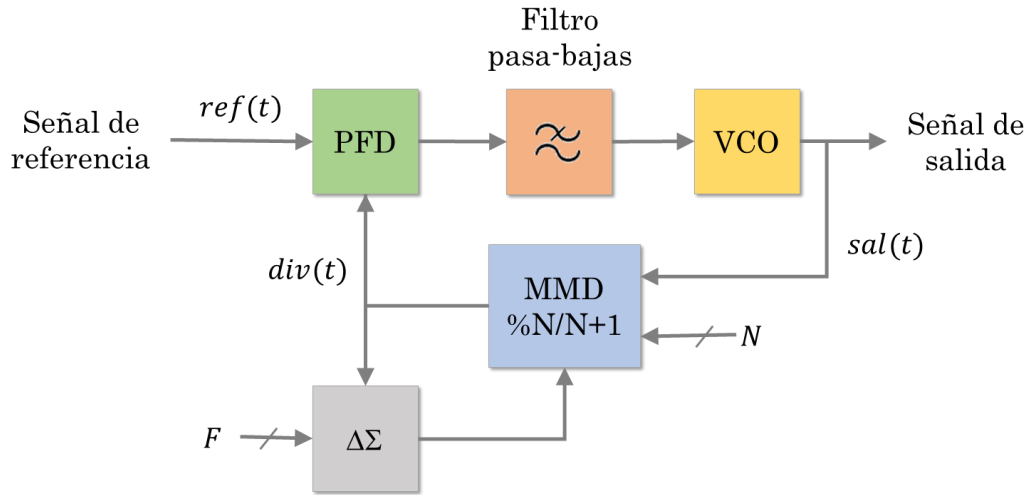 Filtro
pasa-bajas
Señal de
referencia
ref(t)
PFD
VCO
Señal de
salida
sal(t)
div(t)
MMD
%N/N+1
N
F
ΔΣ